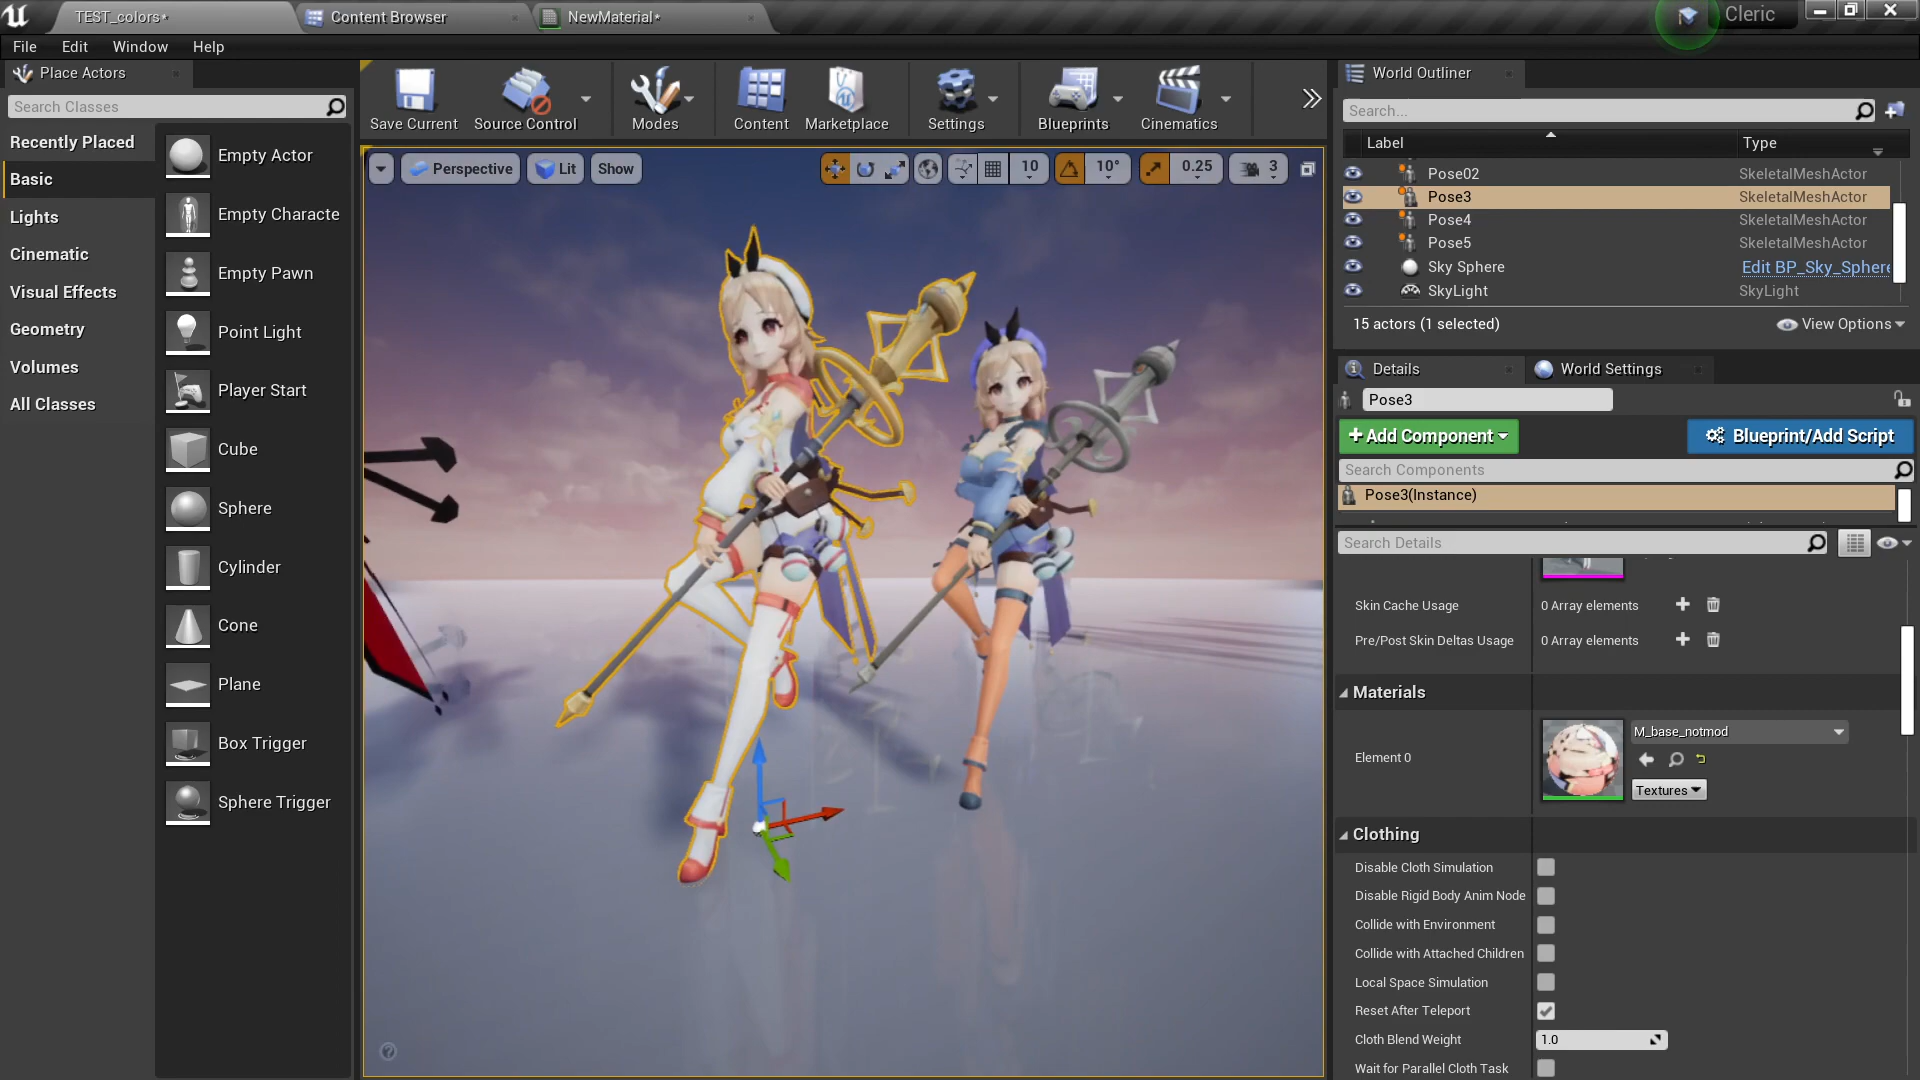 TEST_colors*
Content Browser
NewMaterial*
Cleric
File
Edit
Window
Help
Place Actors
Search Classes
Recently Placed
Basic
Lights
Cinematic
Visual Effects
Geometry
Volumes
All Classes
Empty Actor
Empty Characte
Empty Pawn
Point Light
Player Start
Cube
Sphere
Cylinder
Cone
Plane
Box Trigger
Sphere Trigger
Save Current
Source Control
Modes
Content
Marketplace
Settings
Blueprints
Cinematics
Perspective
Lit
Show
10
10°
0.25
3
World Outliner
Search...
Label
Type
Pose02
SkeletalMeshActor
Pose3
SkeletalMeshActor
Pose4
SkeletalMeshActor
Pose5
SkeletalMeshActor
Sky Sphere
Edit BP_Sky_Sphere
SkyLight
SkyLight
15 actors (1 selected)
View Options
Details
World Settings
Pose3
+Add Component
Blueprint/Add Script
Search Components
Pose3(Instance)
Search Details
Skin Cache Usage
0 Array elements
Pre/Post Skin Deltas Usage
0 Array elements
Materials
Element 0
M_base_notmod
Textures
Clothing
Disable Cloth Simulation
Disable Rigid Body Anim Node
Collide with Environment
Collide with Attached Children
Local Space Simulation
Reset After Teleport
Cloth Blend Weight
1.0
Wait for Parallel Cloth Task